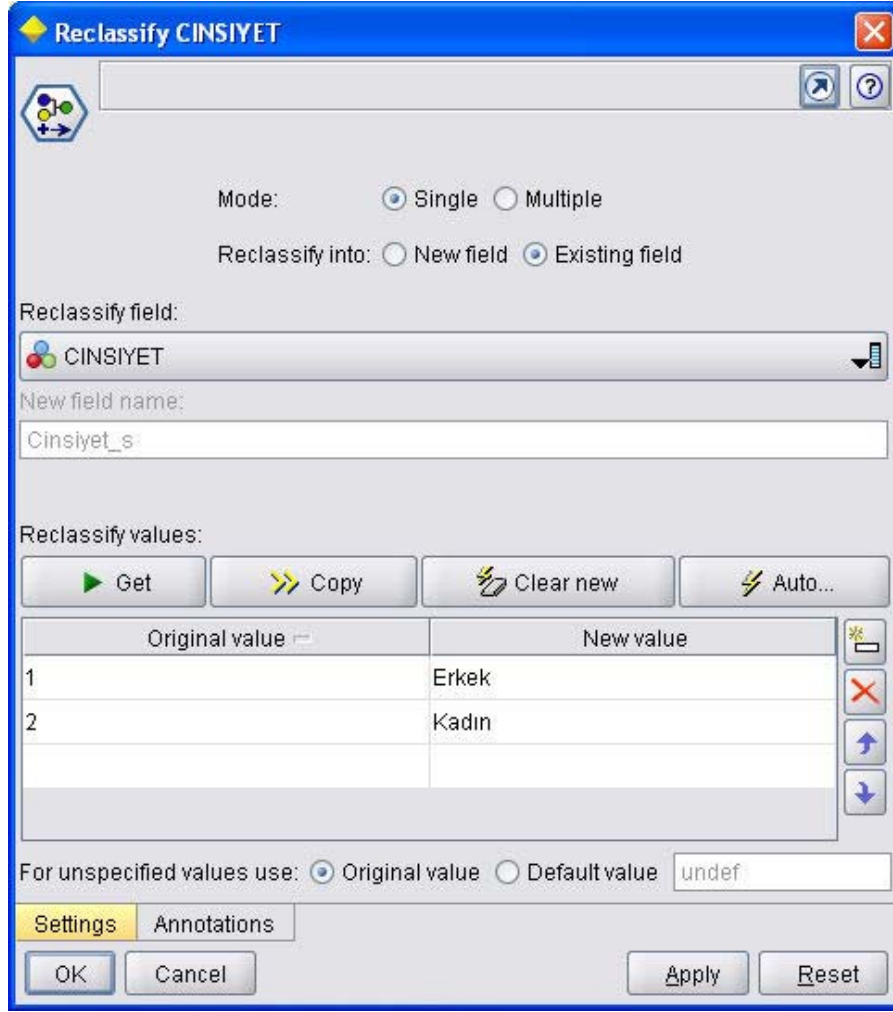 Reclassify CINSIYET
Mode: Single Multiple
Reclassify into: New field Existing field
Reclassify field:
CINSIYET
New field name:
Cinsiyet_s
Reclassify values:
Get Copy Clear new Auto...
Original value New value
1 Erkek
2 Kadın
For unspecified values use: Original value Default value undef
Settings Annotations
OK Cancel Apply Reset